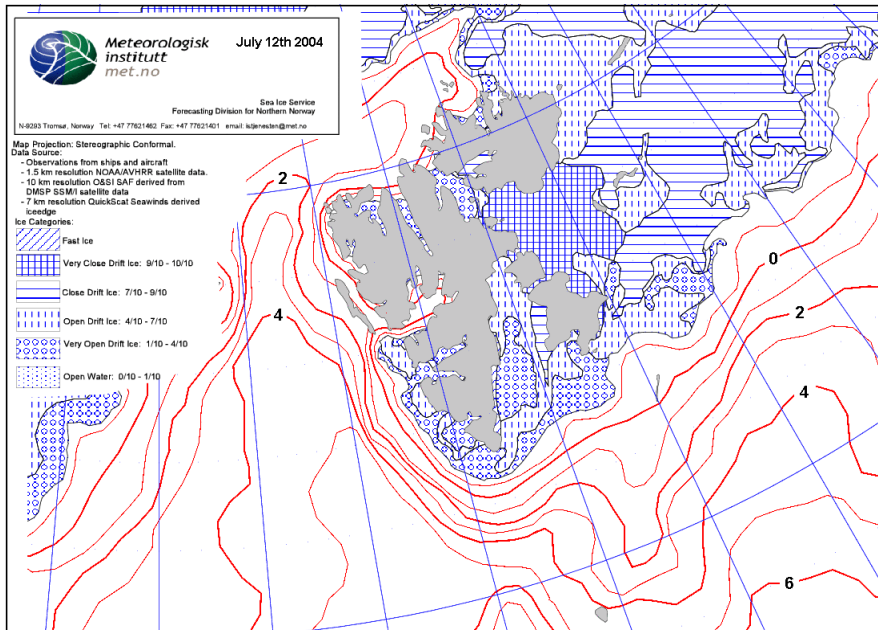 Meteorologisk
institutt
met.no
July 12th 2004
Sea Ice Service
Forecasting Division for Northern Norway
N-9293 Tromsø, Norway Tel: +47 77621462 Fax: +47 77621401 email: istjenesten@met.no
Map Projection: Stereographic Conformal.
Data Source:
- Observations from ships and aircraft
- 1.5 km resolution NOAA/AVHRR satellite data.
- 10 km resolution O&SI SAF derived from
DMSP SSM/I satellite data
- 7 km resolution QuickScat Seawinds derived
iceedge
Ice Categories:
Fast Ice
Very Close Drift Ice: 9/10 - 10/10
Close Drift Ice: 7/10 - 9/10
Open Drift Ice: 4/10 - 7/10
Very Open Drift Ice: 1/10 - 4/10
Open Water: 0/10 - 1/10
2
0
4
2
4
6